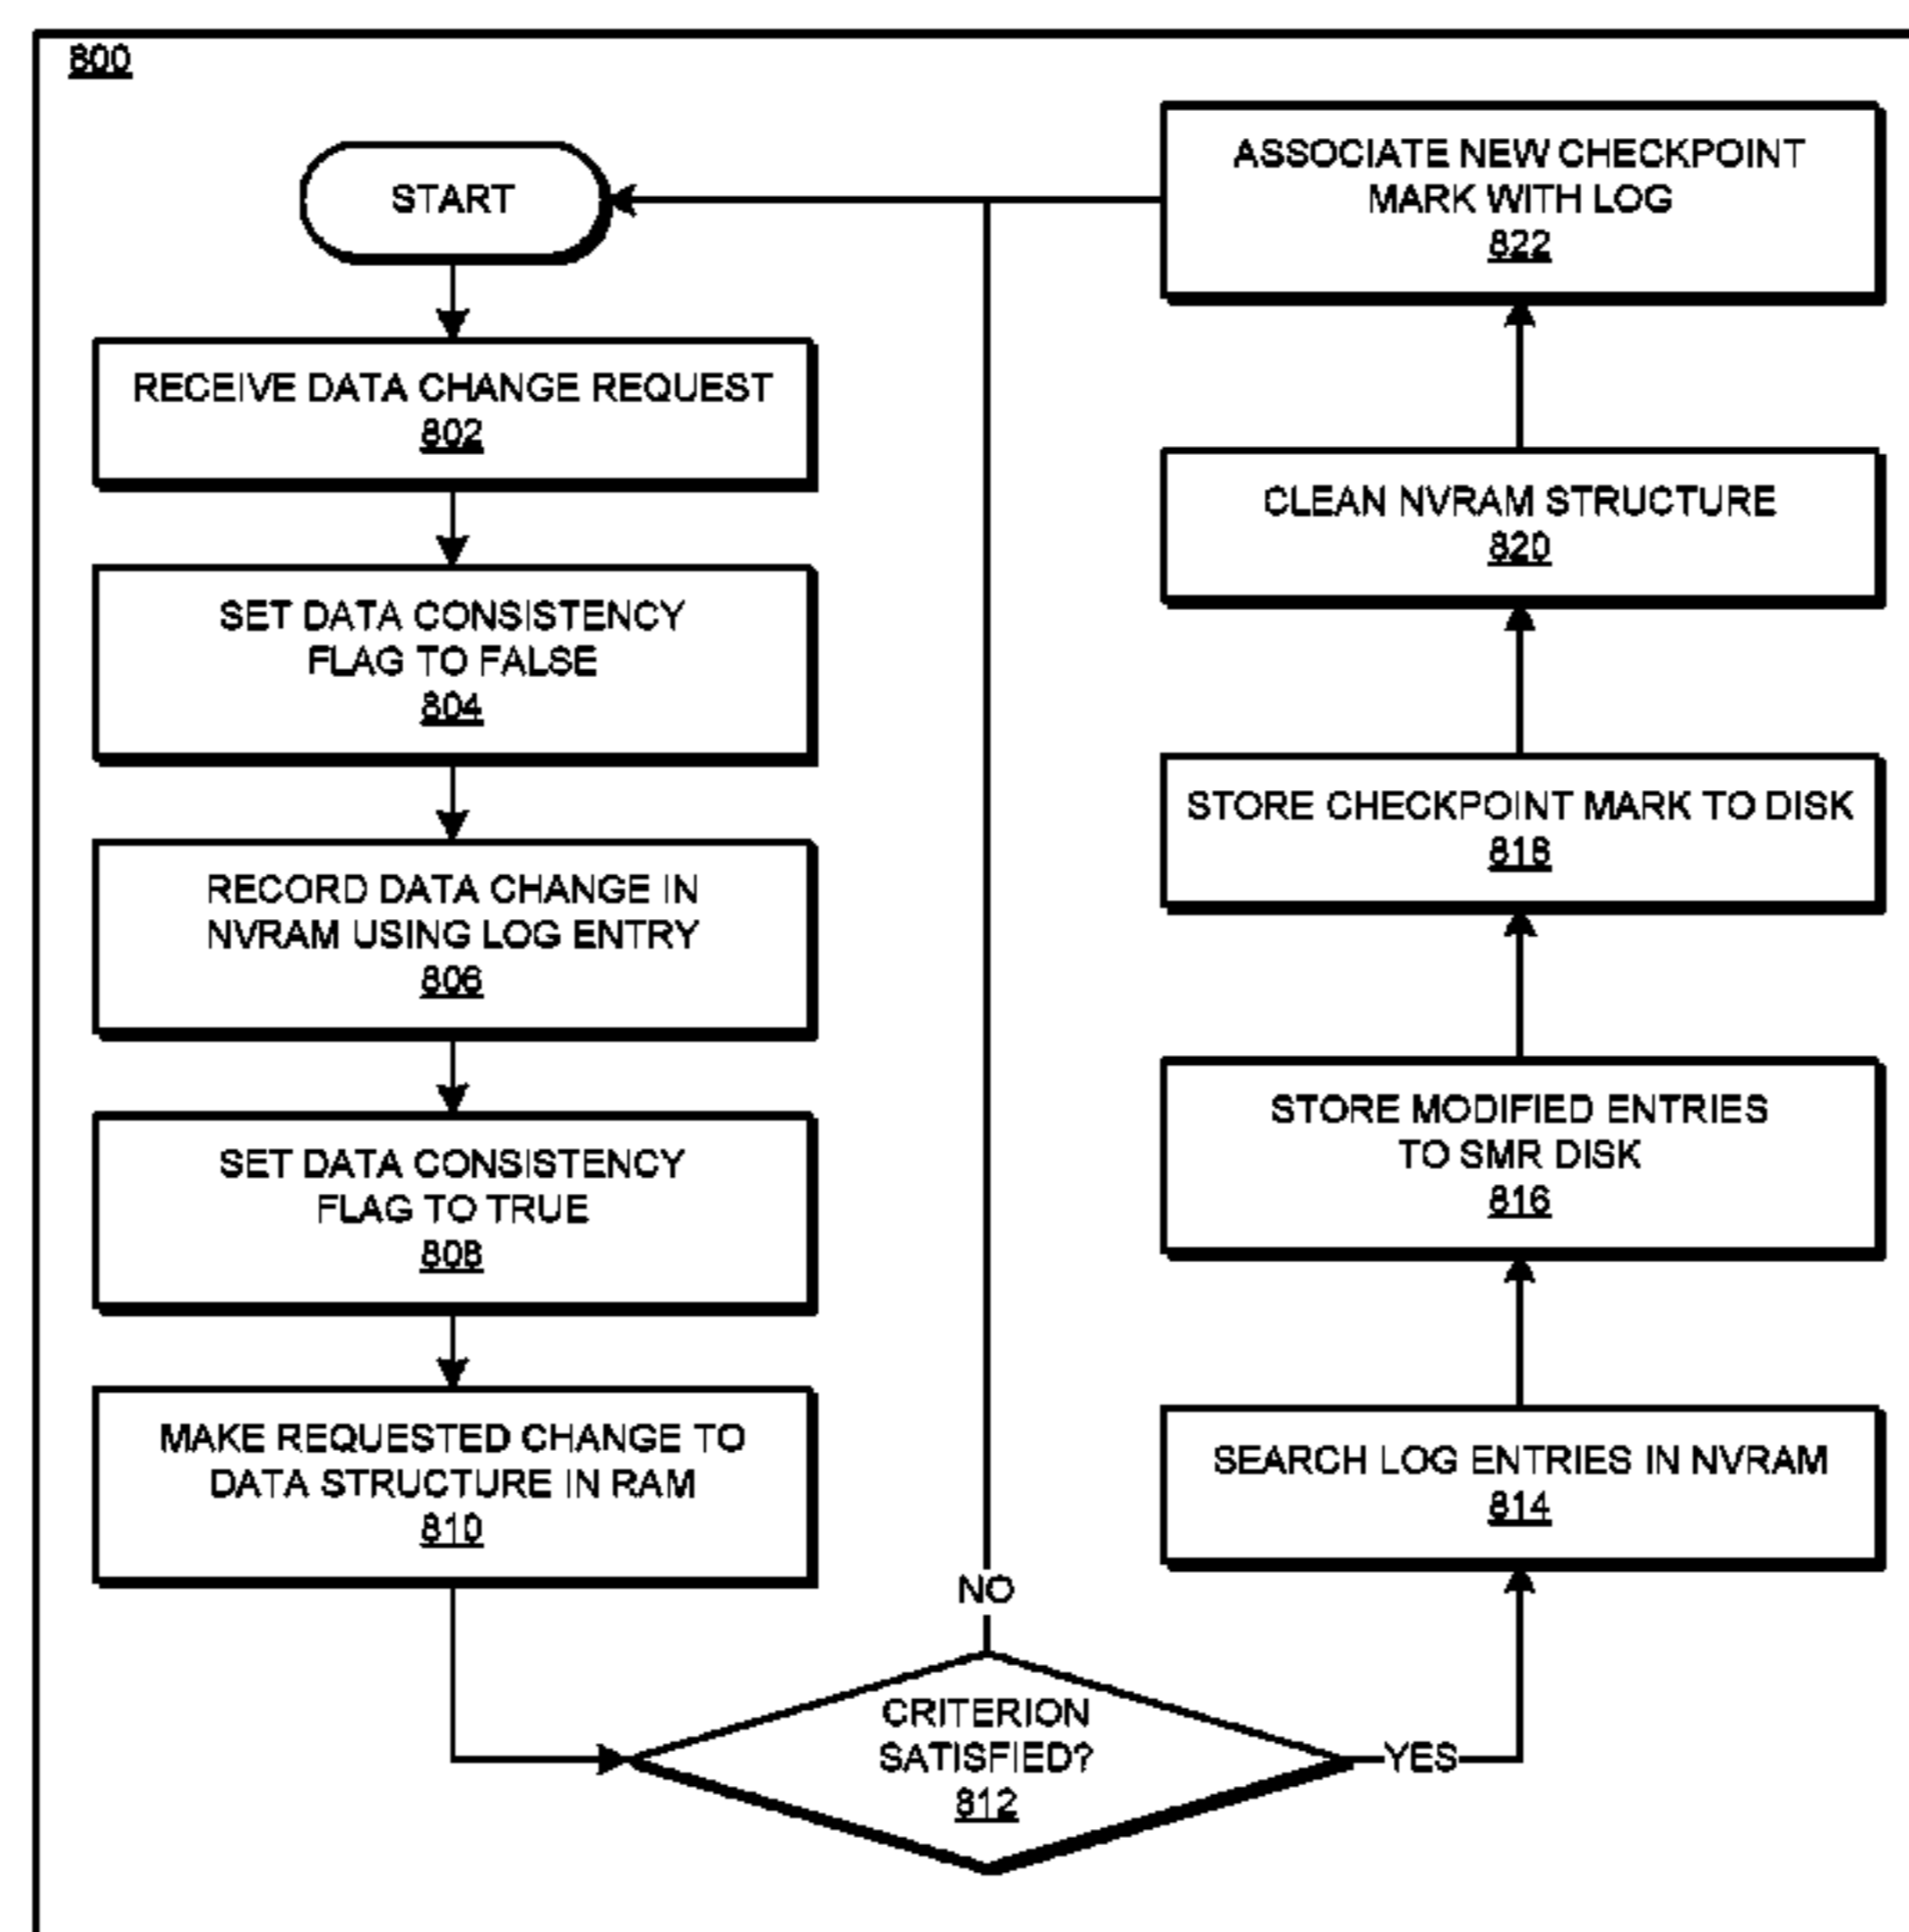 800
START
RECEIVE DATA CHANGE REQUEST
802
SET DATA CONSISTENCY
FLAG TO FALSE
804
RECORD DATA CHANGE IN
NVRAM USING LOG ENTRY
806
SET DATA CONSISTENCY
FLAG TO TRUE
808
MAKE REQUESTED CHANGE TO
DATA STRUCTURE IN RAM
810
CRITERION
SATISFIED?
812
NO
YES
SEARCH LOG ENTRIES IN NVRAM
814
STORE MODIFIED ENTRIES
TO SMR DISK
816
STORE CHECKPOINT MARK TO DISK
818
CLEAN NVRAM STRUCTURE
820
ASSOCIATE NEW CHECKPOINT
MARK WITH LOG
822